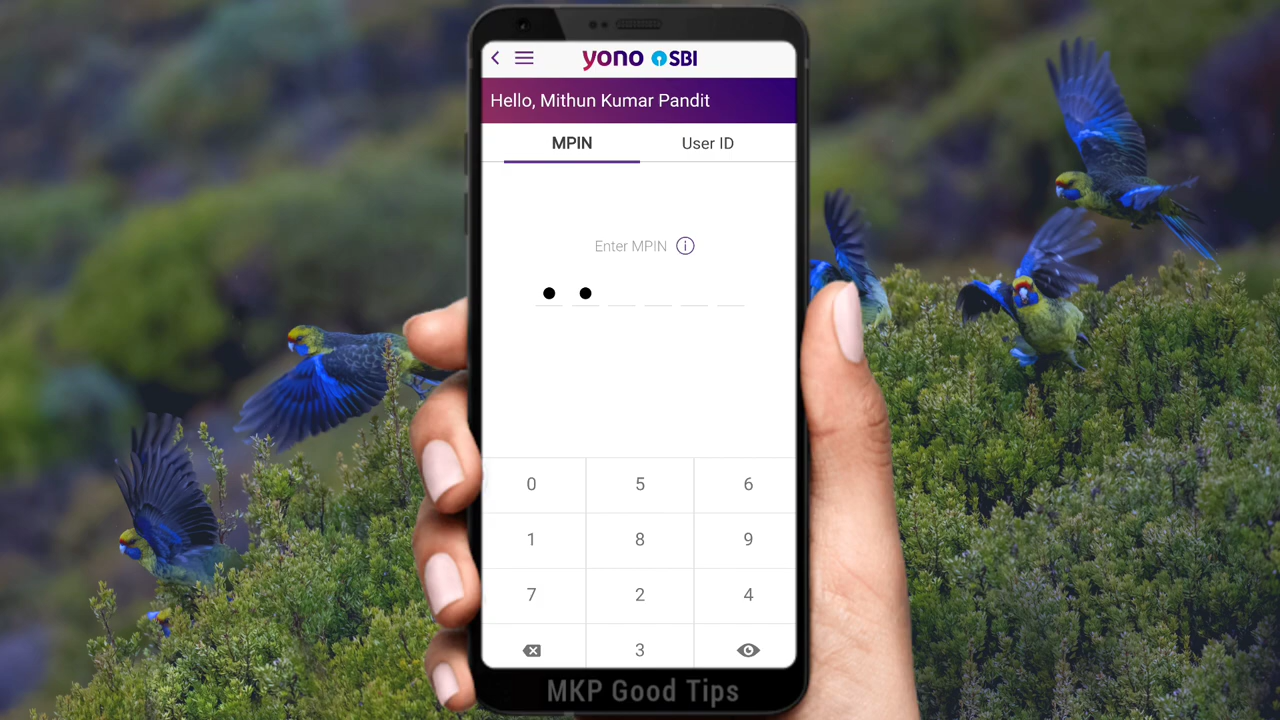 yono SBI
Hello, Mithun Kumar Pandit
MPIN User ID
Enter MPIN
0 5 6
1 8 9
7 2 4
3
MKP Good Tips